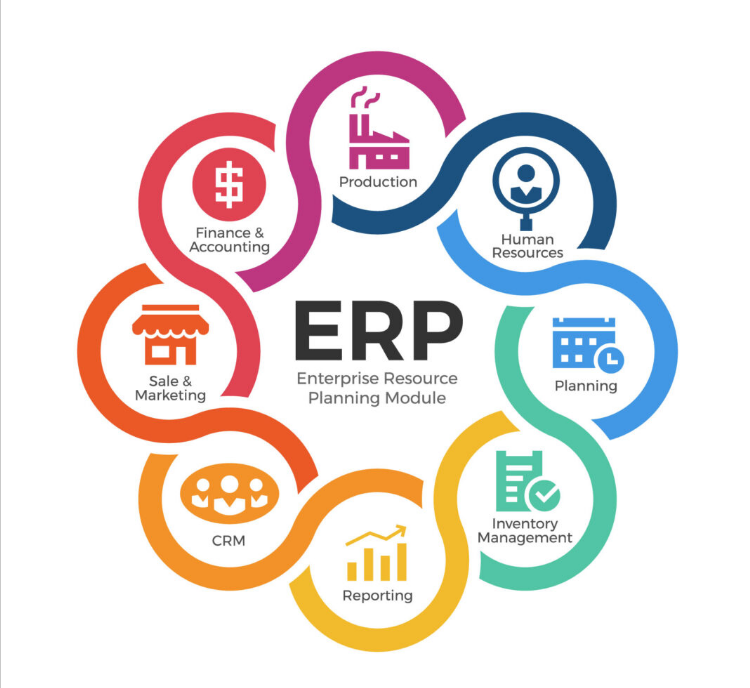 Production
Human
Resources
Planning
Inventory
Management
Reporting
CRM
Sale &
Marketing
$
Finance &
Accounting
ERP
Enterprise Resource
Planning Module